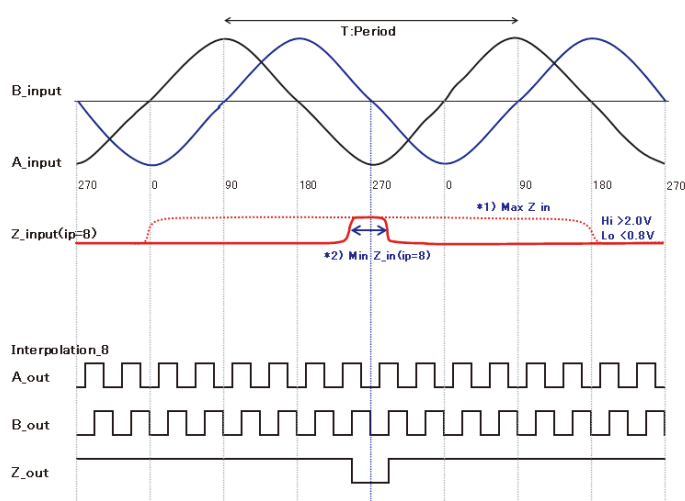 T:Period
B_input
A_input
270 0 90 180 270 0 90 180 270
*1) Max Z in
Hi >2.0V
Z_input(ip=8)
Lo <0.8V
*2) Min Z_in(ip=8)
Interpolation_8
A_out
B_out
Z_out